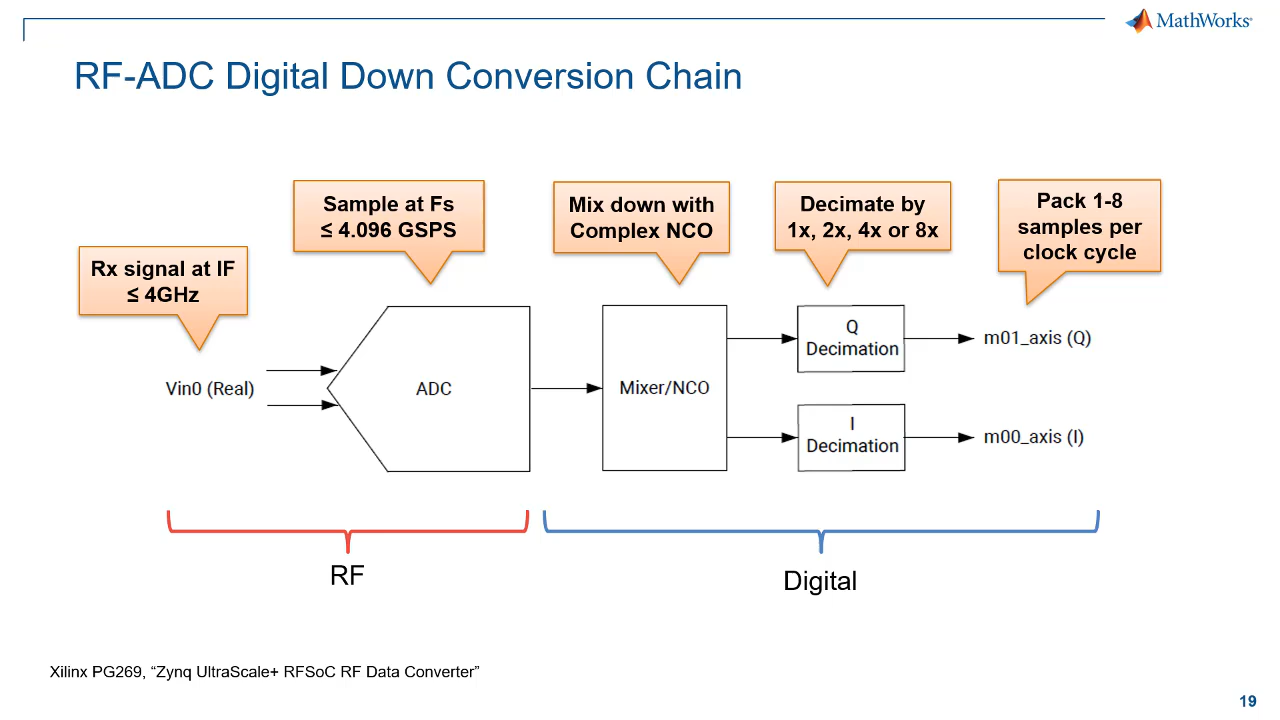 MathWorks®
RF-ADC Digital Down Conversion Chain
Rx signal at IF
≤ 4GHz
Sample at Fs
≤ 4.096 GSPS
Mix down with
Complex NCO
Decimate by
1x, 2x, 4x or 8x
Pack 1-8
samples per
clock cycle
Vin0 (Real)
ADC
Mixer/NCO
Q
Decimation
m01_axis (Q)
I
Decimation
m00_axis (I)
RF
Digital
Xilinx PG269, “Zynq UltraScale+ RFSoC RF Data Converter”
19